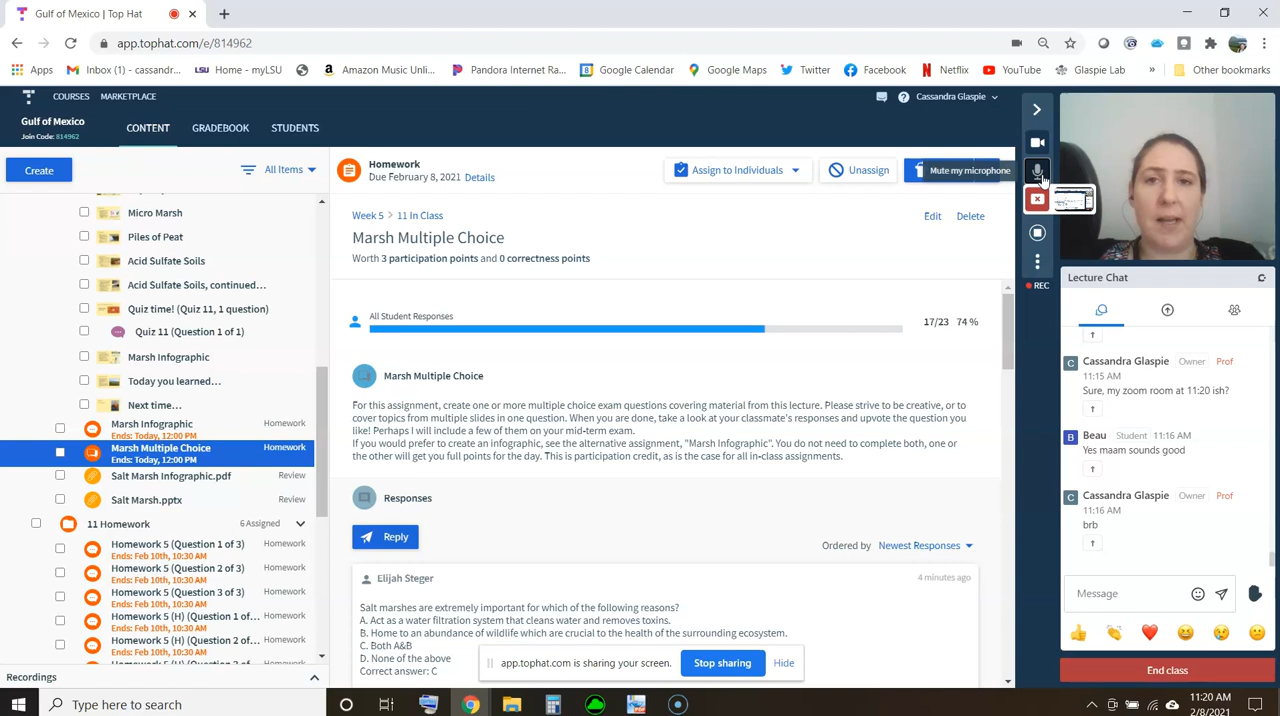 Gulf of Mexico | Top Hat
app.tophat.com/e/814962
Apps
Inbox (1) - cassandr...
LSU Home - myLSU
Amazon Music Unli...
Pandora Internet Ra...
Google Calendar
Google Maps
Twitter
Facebook
Netflix
YouTube
Glaspie Lab
»
Other bookmarks
COURSES
MARKETPLACE
Cassandra Glaspie
Gulf of Mexico
Join Code: 814962
CONTENT
GRADEBOOK
STUDENTS
Create
All Items
Micro Marsh
Piles of Peat
Acid Sulfate Soils
Acid Sulfate Soils, continued...
Quiz time! (Quiz 11, 1 question)
Quiz 11 (Question 1 of 1)
Marsh Infographic
Today you learned...
Next time...
Marsh Infographic
Homework
Ends: Today, 12:00 PM
Marsh Multiple Choice
Homework
Ends: Today, 12:00 PM
Salt Marsh Infographic.pdf
Review
Salt Marsh.pptx
Review
11 Homework
6 Assigned
Homework 5 (Question 1 of 3)
Homework
Ends: Feb 10th, 10:30 AM
Homework 5 (Question 2 of 3)
Homework
Ends: Feb 10th, 10:30 AM
Homework 5 (Question 3 of 3)
Homework
Ends: Feb 10th, 10:30 AM
Homework 5 (H) (Question 1 of...
Homework
Ends: Feb 10th, 10:30 AM
Homework 5 (H) (Question 2 of...
Homework
Ends: Feb 10th, 10:30 AM
Recordings
Homework
Due February 8, 2021 Details
Assign to Individuals
Unassign
Mute my microphone
Week 5 > 11 In Class
Edit
Delete
Marsh Multiple Choice
Worth 3 participation points and 0 correctness points
All Student Responses
17/23 74 %
Marsh Multiple Choice
For this assignment, create one or more multiple choice exam questions covering material from this lecture. Please strive to be creative, or to
cover topics from multiple slides in one question. When you are done, take a look at your classmate's responses and upvote the question you
like! Perhaps I will include a few of them on your mid-term exam.
If you would prefer to create an infographic, see the alternative assignment, "Marsh Infographic". You do not need to complete both, one or
the other will get you full points for the day. This is participation credit, as is the case for all in-class assignments.
Responses
Reply
Ordered by Newest Responses
Elijah Steger
4 minutes ago
Salt marshes are extremely important for which of the following reasons?
A. Act as a water filtration system that cleans water and removes toxins.
B. Home to an abundance of wildlife which are crucial to the health of the surrounding ecosystem.
C. Both A&B
D. None of the above
Correct answer: C
app.tophat.com is sharing your screen.
Stop sharing
Hide
REC
Lecture Chat
C
Cassandra Glaspie Owner Prof
11:15 AM
Sure, my zoom room at 11:20 ish?
B
Beau Student 11:16 AM
Yes maam sounds good
C
Cassandra Glaspie Owner Prof
11:16 AM
brb
Message
End class
Type here to search
11:20 AM
2/8/2021